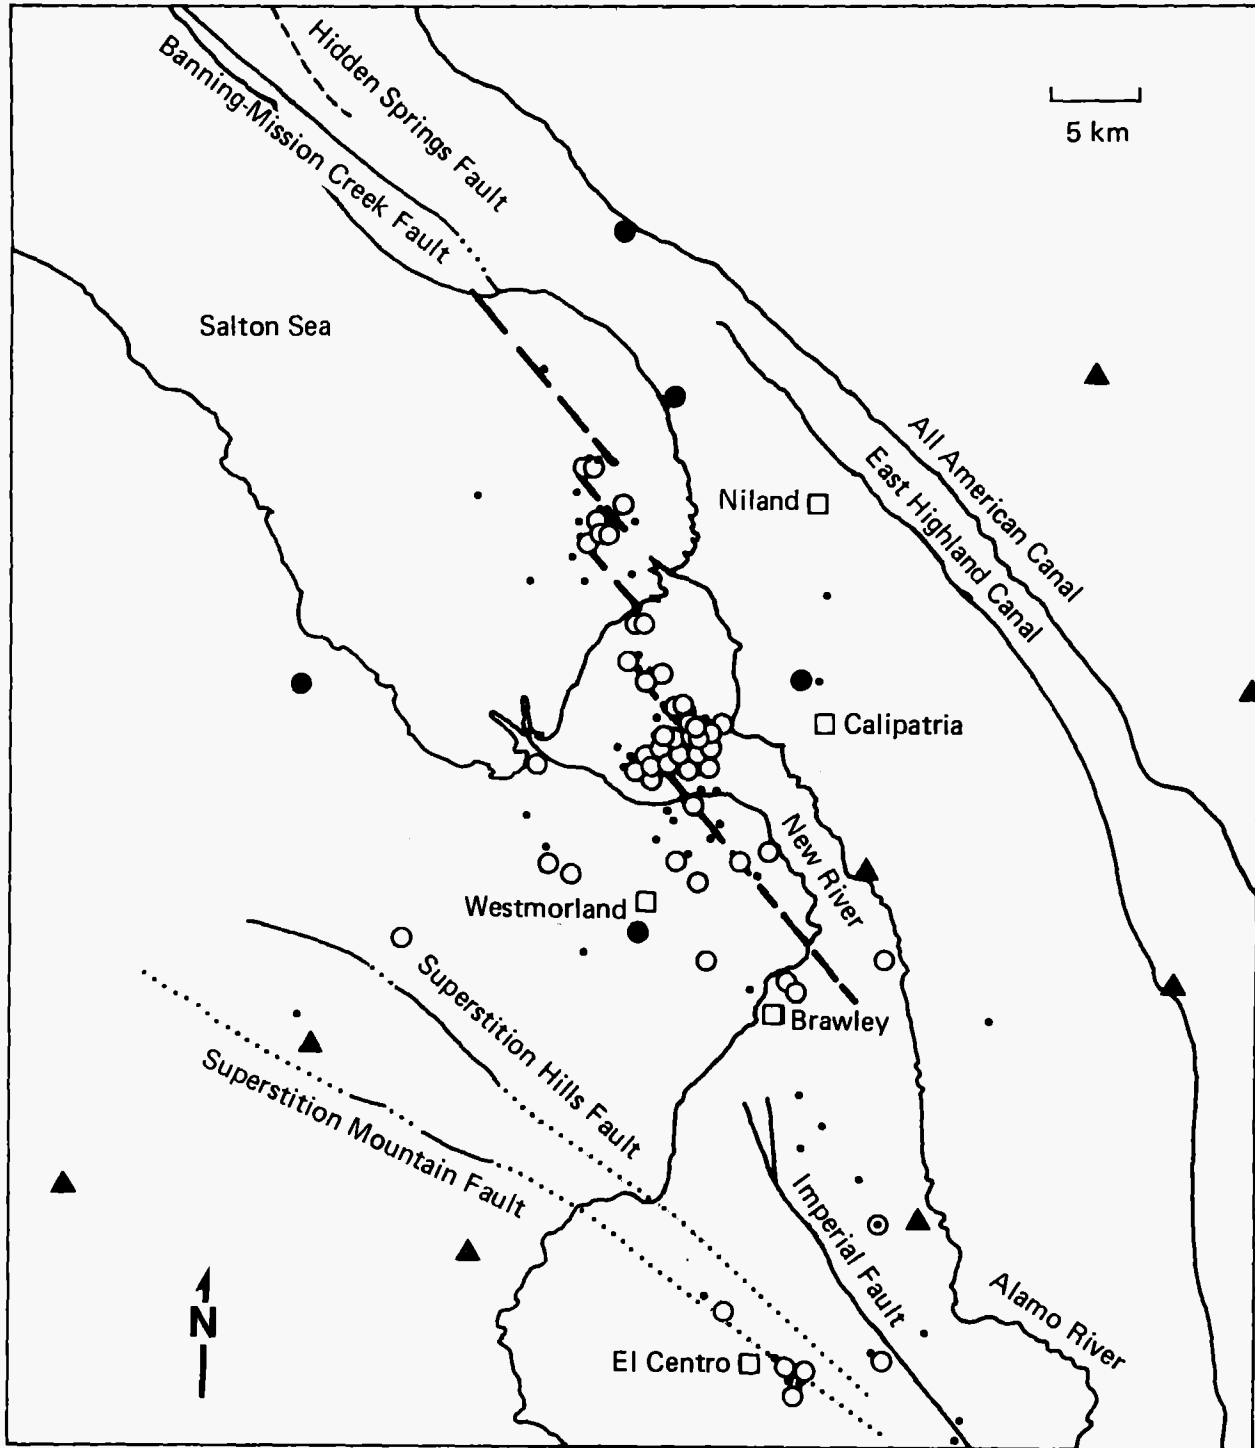 Hidden Springs Fault
Banning-Mission Creek Fault
5 km
Salton Sea
All American Canal
East Highland Canal
Niland
Calipatria
New River
Westmorland
Superstition Hills Fault
Brawley
Superstition Mountain Fault
Imperial Fault
Alamo River
N
El Centro